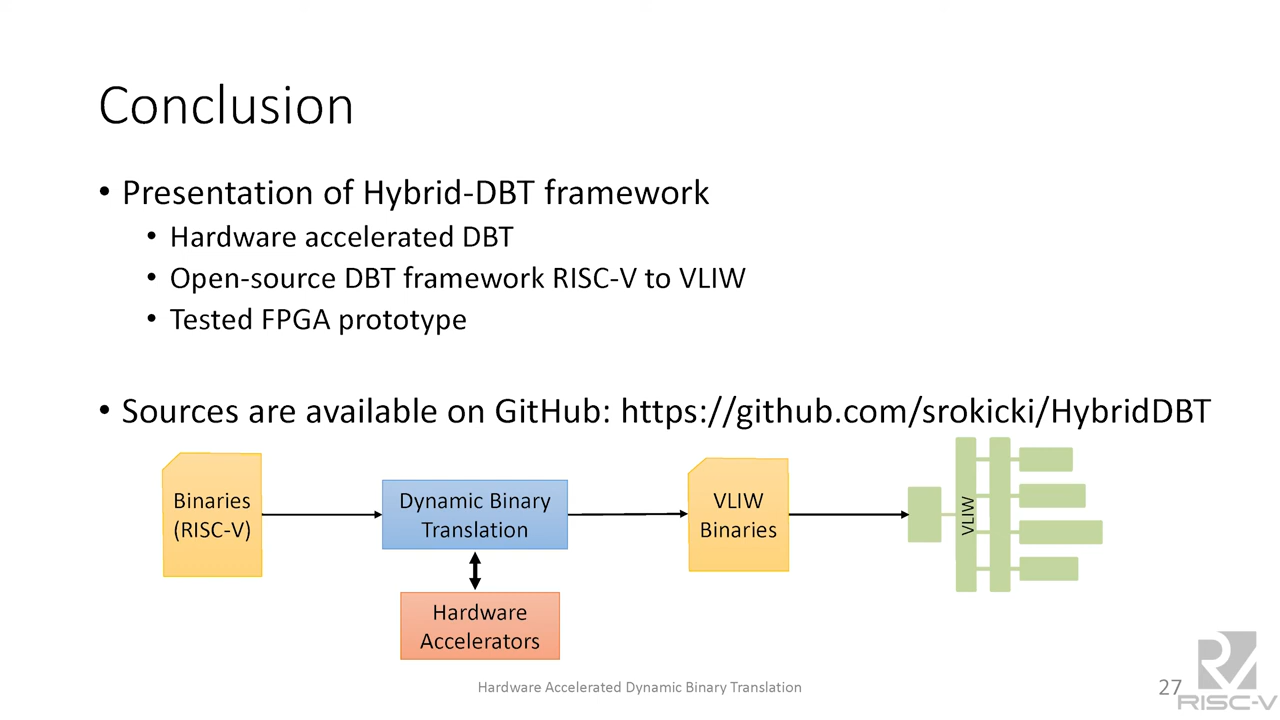 Conclusion
• Presentation of Hybrid-DBT framework
• Hardware accelerated DBT
• Open-source DBT framework RISC-V to VLIW
• Tested FPGA prototype
• Sources are available on GitHub: https://github.com/srokicki/HybridDBT
Binaries
(RISC-V)
Dynamic Binary
Translation
VLIW
Binaries
VLIW
Hardware
Accelerators
Hardware Accelerated Dynamic Binary Translation
27
RISC-V